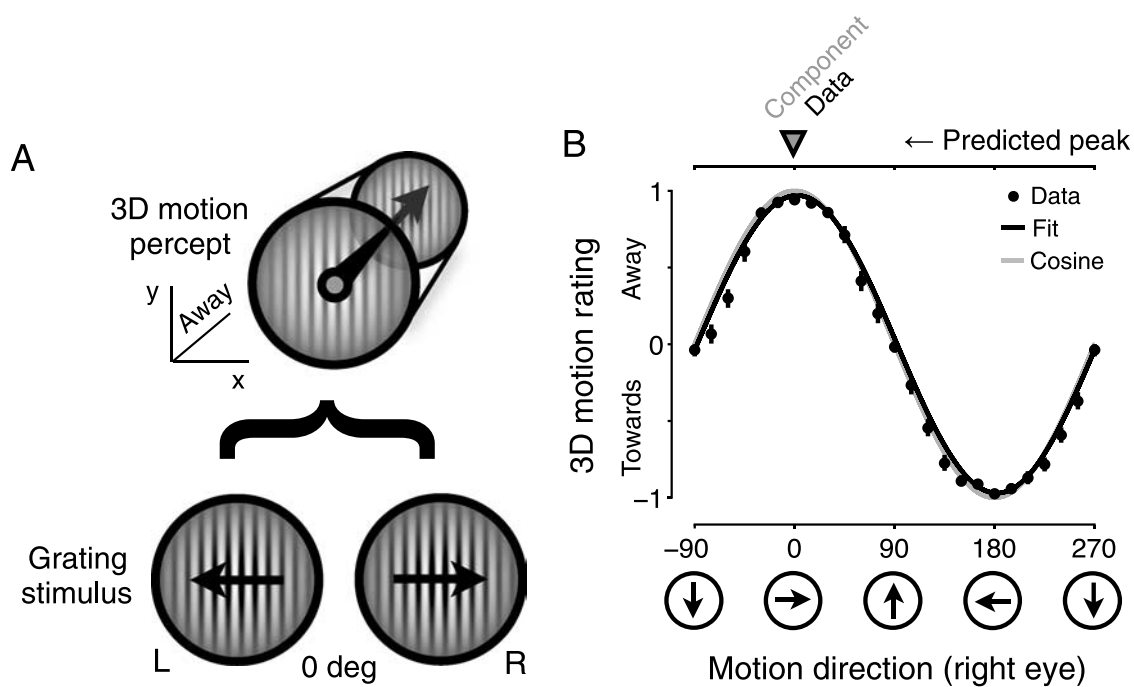 A
3D motion
percept
y
Away
x
Grating
stimulus
L
0 deg
R
B
Component
Data
← Predicted peak
Data
Fit
Cosine
3D motion rating
Away
Towards
1
0
−1
−90 0 90 180 270
Motion direction (right eye)